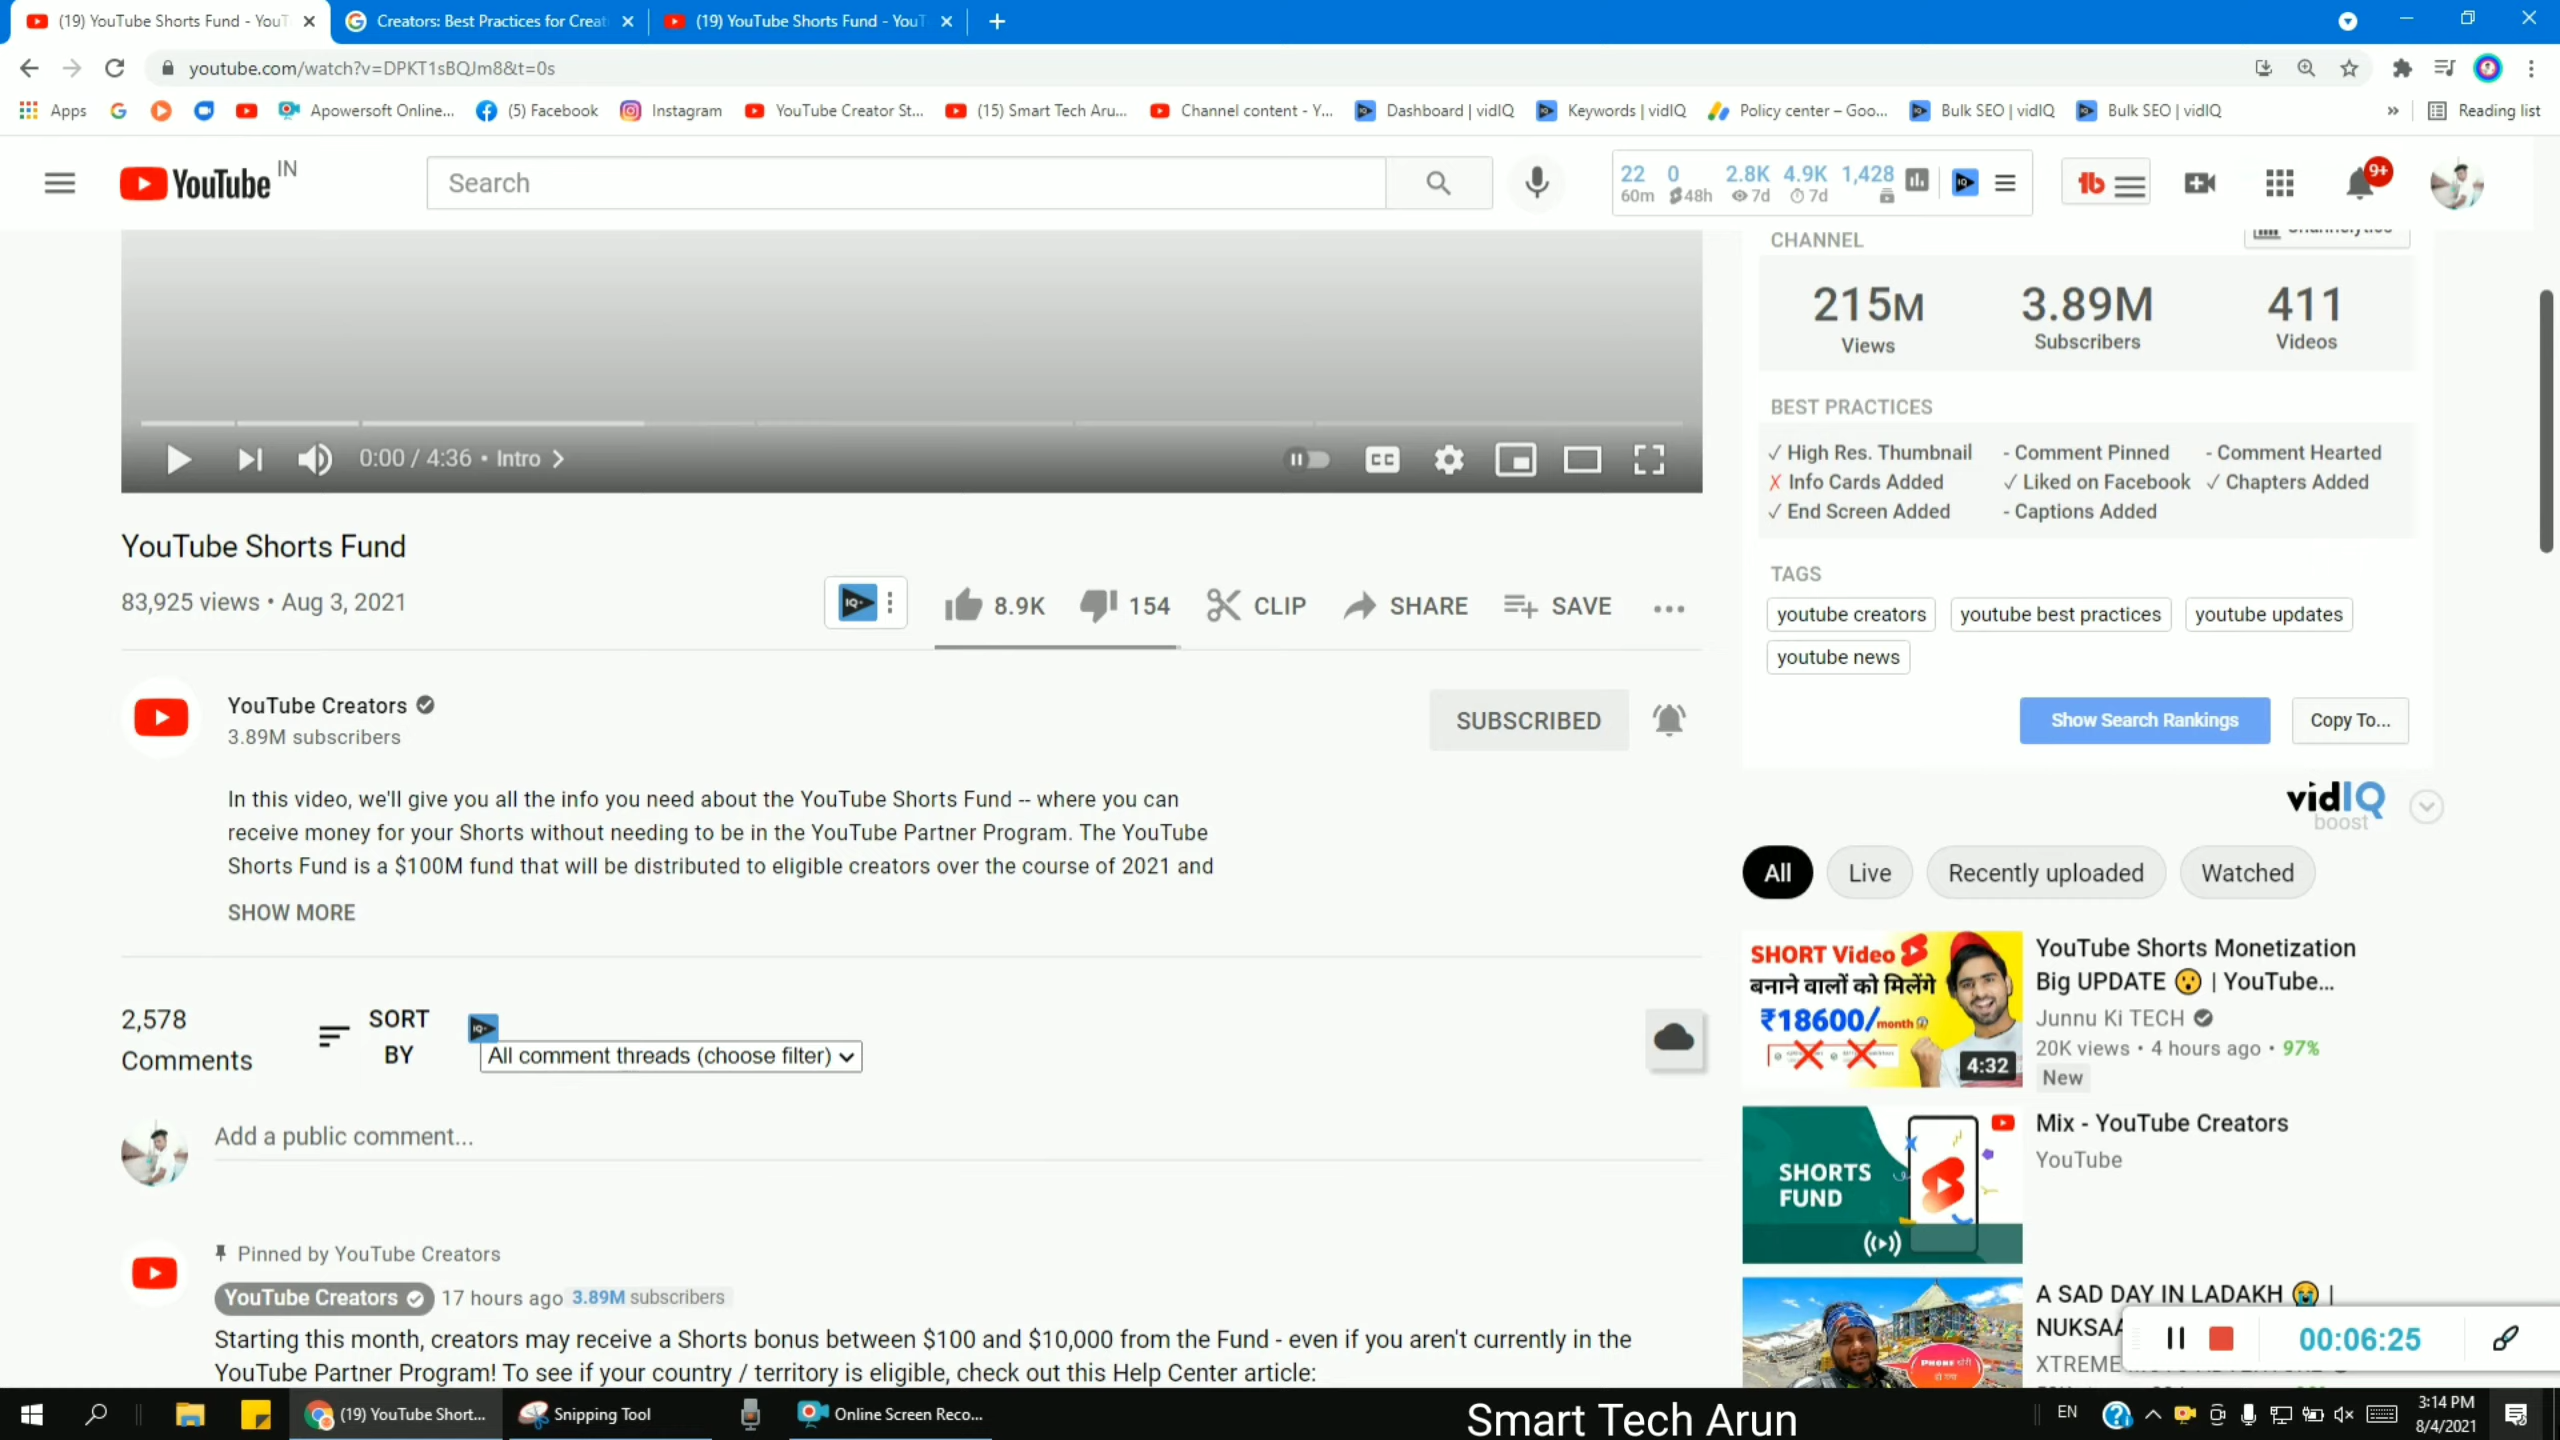 (19) YouTube Shorts Fund - YouT
Creators: Best Practices for Creat
(19) YouTube Shorts Fund - YouT
youtube.com/watch?v=DPKT1sBQJm8&t=0s
Apps
Apowersoft Online...
(5) Facebook
Instagram
YouTube Creator St...
(15) Smart Tech Aru...
Channel content - Y...
Dashboard | vidIQ
Keywords | vidIQ
Policy center – Goo...
Bulk SEO | vidIQ
Bulk SEO | vidIQ
»
Reading list
YouTube IN
Search
22 0 2.8K 4.9K 1,428
60m 48h 7d 7d
9+
CHANNEL
215M 3.89M 411
Views Subscribers Videos
BEST PRACTICES
✓ High Res. Thumbnail - Comment Pinned - Comment Hearted
✗ Info Cards Added ✓ Liked on Facebook ✓ Chapters Added
✓ End Screen Added - Captions Added
TAGS
youtube creators youtube best practices youtube updates
youtube news
Show Search Rankings Copy To...
vidIQ
boost
0:00 / 4:36 • Intro >
CC
YouTube Shorts Fund
83,925 views • Aug 3, 2021
IQ
8.9K 154 CLIP SHARE SAVE ...
YouTube Creators
3.89M subscribers
SUBSCRIBED
In this video, we'll give you all the info you need about the YouTube Shorts Fund -- where you can
receive money for your Shorts without needing to be in the YouTube Partner Program. The YouTube
Shorts Fund is a $100M fund that will be distributed to eligible creators over the course of 2021 and
SHOW MORE
2,578
Comments
SORT
BY
All comment threads (choose filter)
Add a public comment...
Pinned by YouTube Creators
YouTube Creators 17 hours ago 3.89M subscribers
Starting this month, creators may receive a Shorts bonus between $100 and $10,000 from the Fund - even if you aren't currently in the
YouTube Partner Program! To see if your country / territory is eligible, check out this Help Center article:
All Live Recently uploaded Watched
SHORT Video
बनाने वालों को मिलेंगे
₹18600/month
4:32
YouTube Shorts Monetization
Big UPDATE 😮 | YouTube...
Junnu Ki TECH
20K views • 4 hours ago • 97%
New
SHORTS
FUND
Mix - YouTube Creators
YouTube
A SAD DAY IN LADAKH 😭 |
NUKSA
XTREME
00:06:25
(19) YouTube Short...
Snipping Tool
Online Screen Reco...
Smart Tech Arun
EN
3:14 PM
8/4/2021